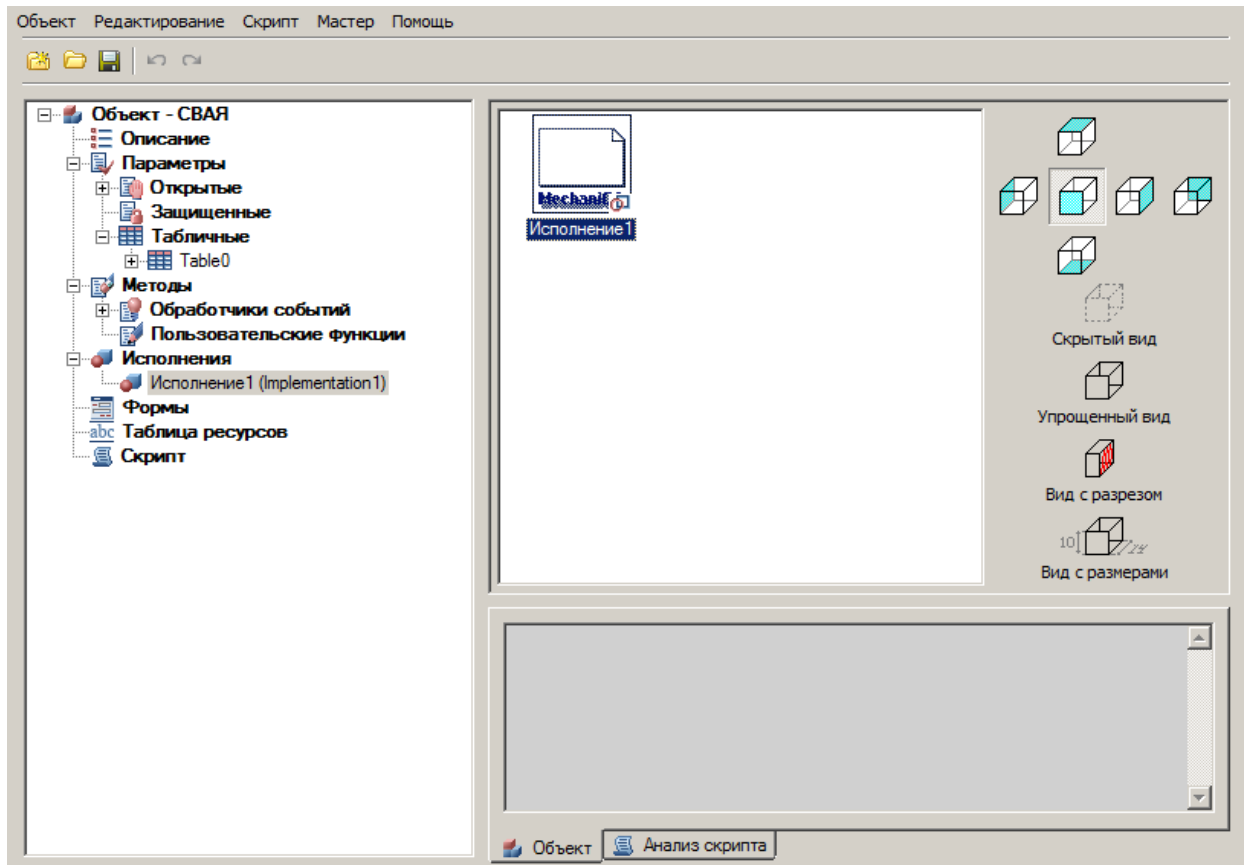 Объект Редактирование Скрипт Мастер Помощь
Объект - СВАЯ
Описание
Параметры
Открытые
Защищенные
Табличные
Table0
Методы
Обработчики событий
Пользовательские функции
Исполнения
Исполнение1 (Implementation1)
Формы
abc Таблица ресурсов
Скрипт
Исполнение1
Скрытый вид
Упрощенный вид
Вид с разрезом
10
Вид с размерами
Объект Анализ скрипта